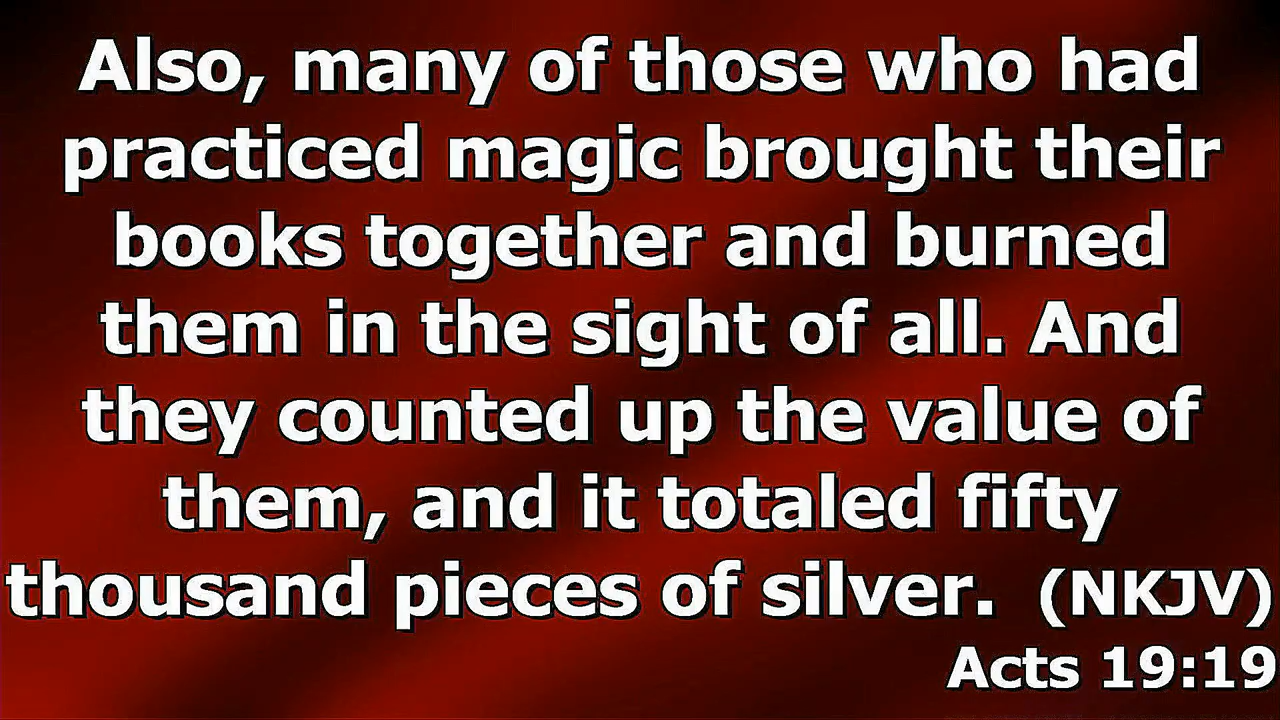 Also, many of those who had
practiced magic brought their
books together and burned
them in the sight of all. And
they counted up the value of
them, and it totaled fifty
thousand pieces of silver. (NKJV)
Acts 19:19